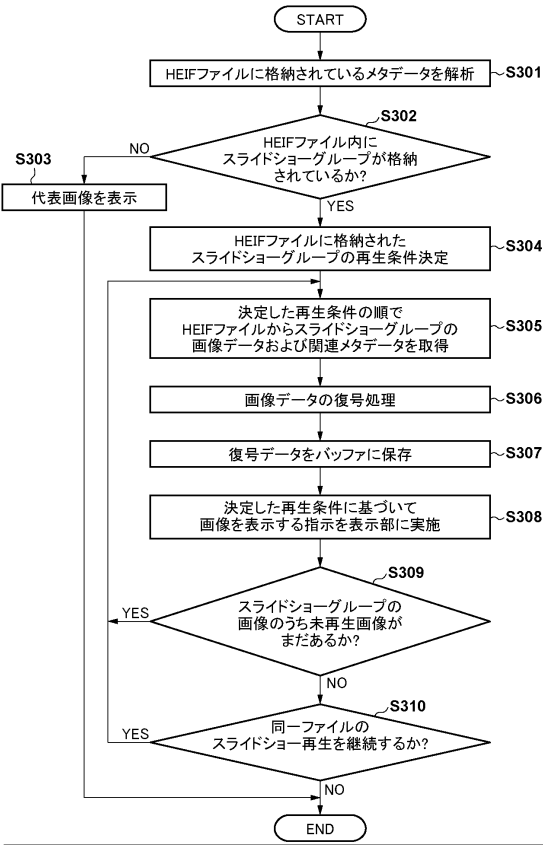 START
HEIFファイルに格納されているメタデータを解析
S301
S302
HEIFファイル内に
スライドショーグループが格納
されているか?
NO
S303
代表画像を表示
YES
HEIFファイルに格納された
スライドショーグループの再生条件決定
S304
決定した再生条件の順で
HEIFファイルからスライドショーグループの
画像データおよび関連メタデータを取得
S305
画像データの復号処理
S306
復号データをバッファに保存
S307
決定した再生条件に基づいて
画像を表示する指示を表示部に実施
S308
S309
スライドショーグループの
画像のうち未再生画像が
まだあるか?
YES
NO
S310
同一ファイルの
スライドショー再生を継続するか?
YES
NO
END